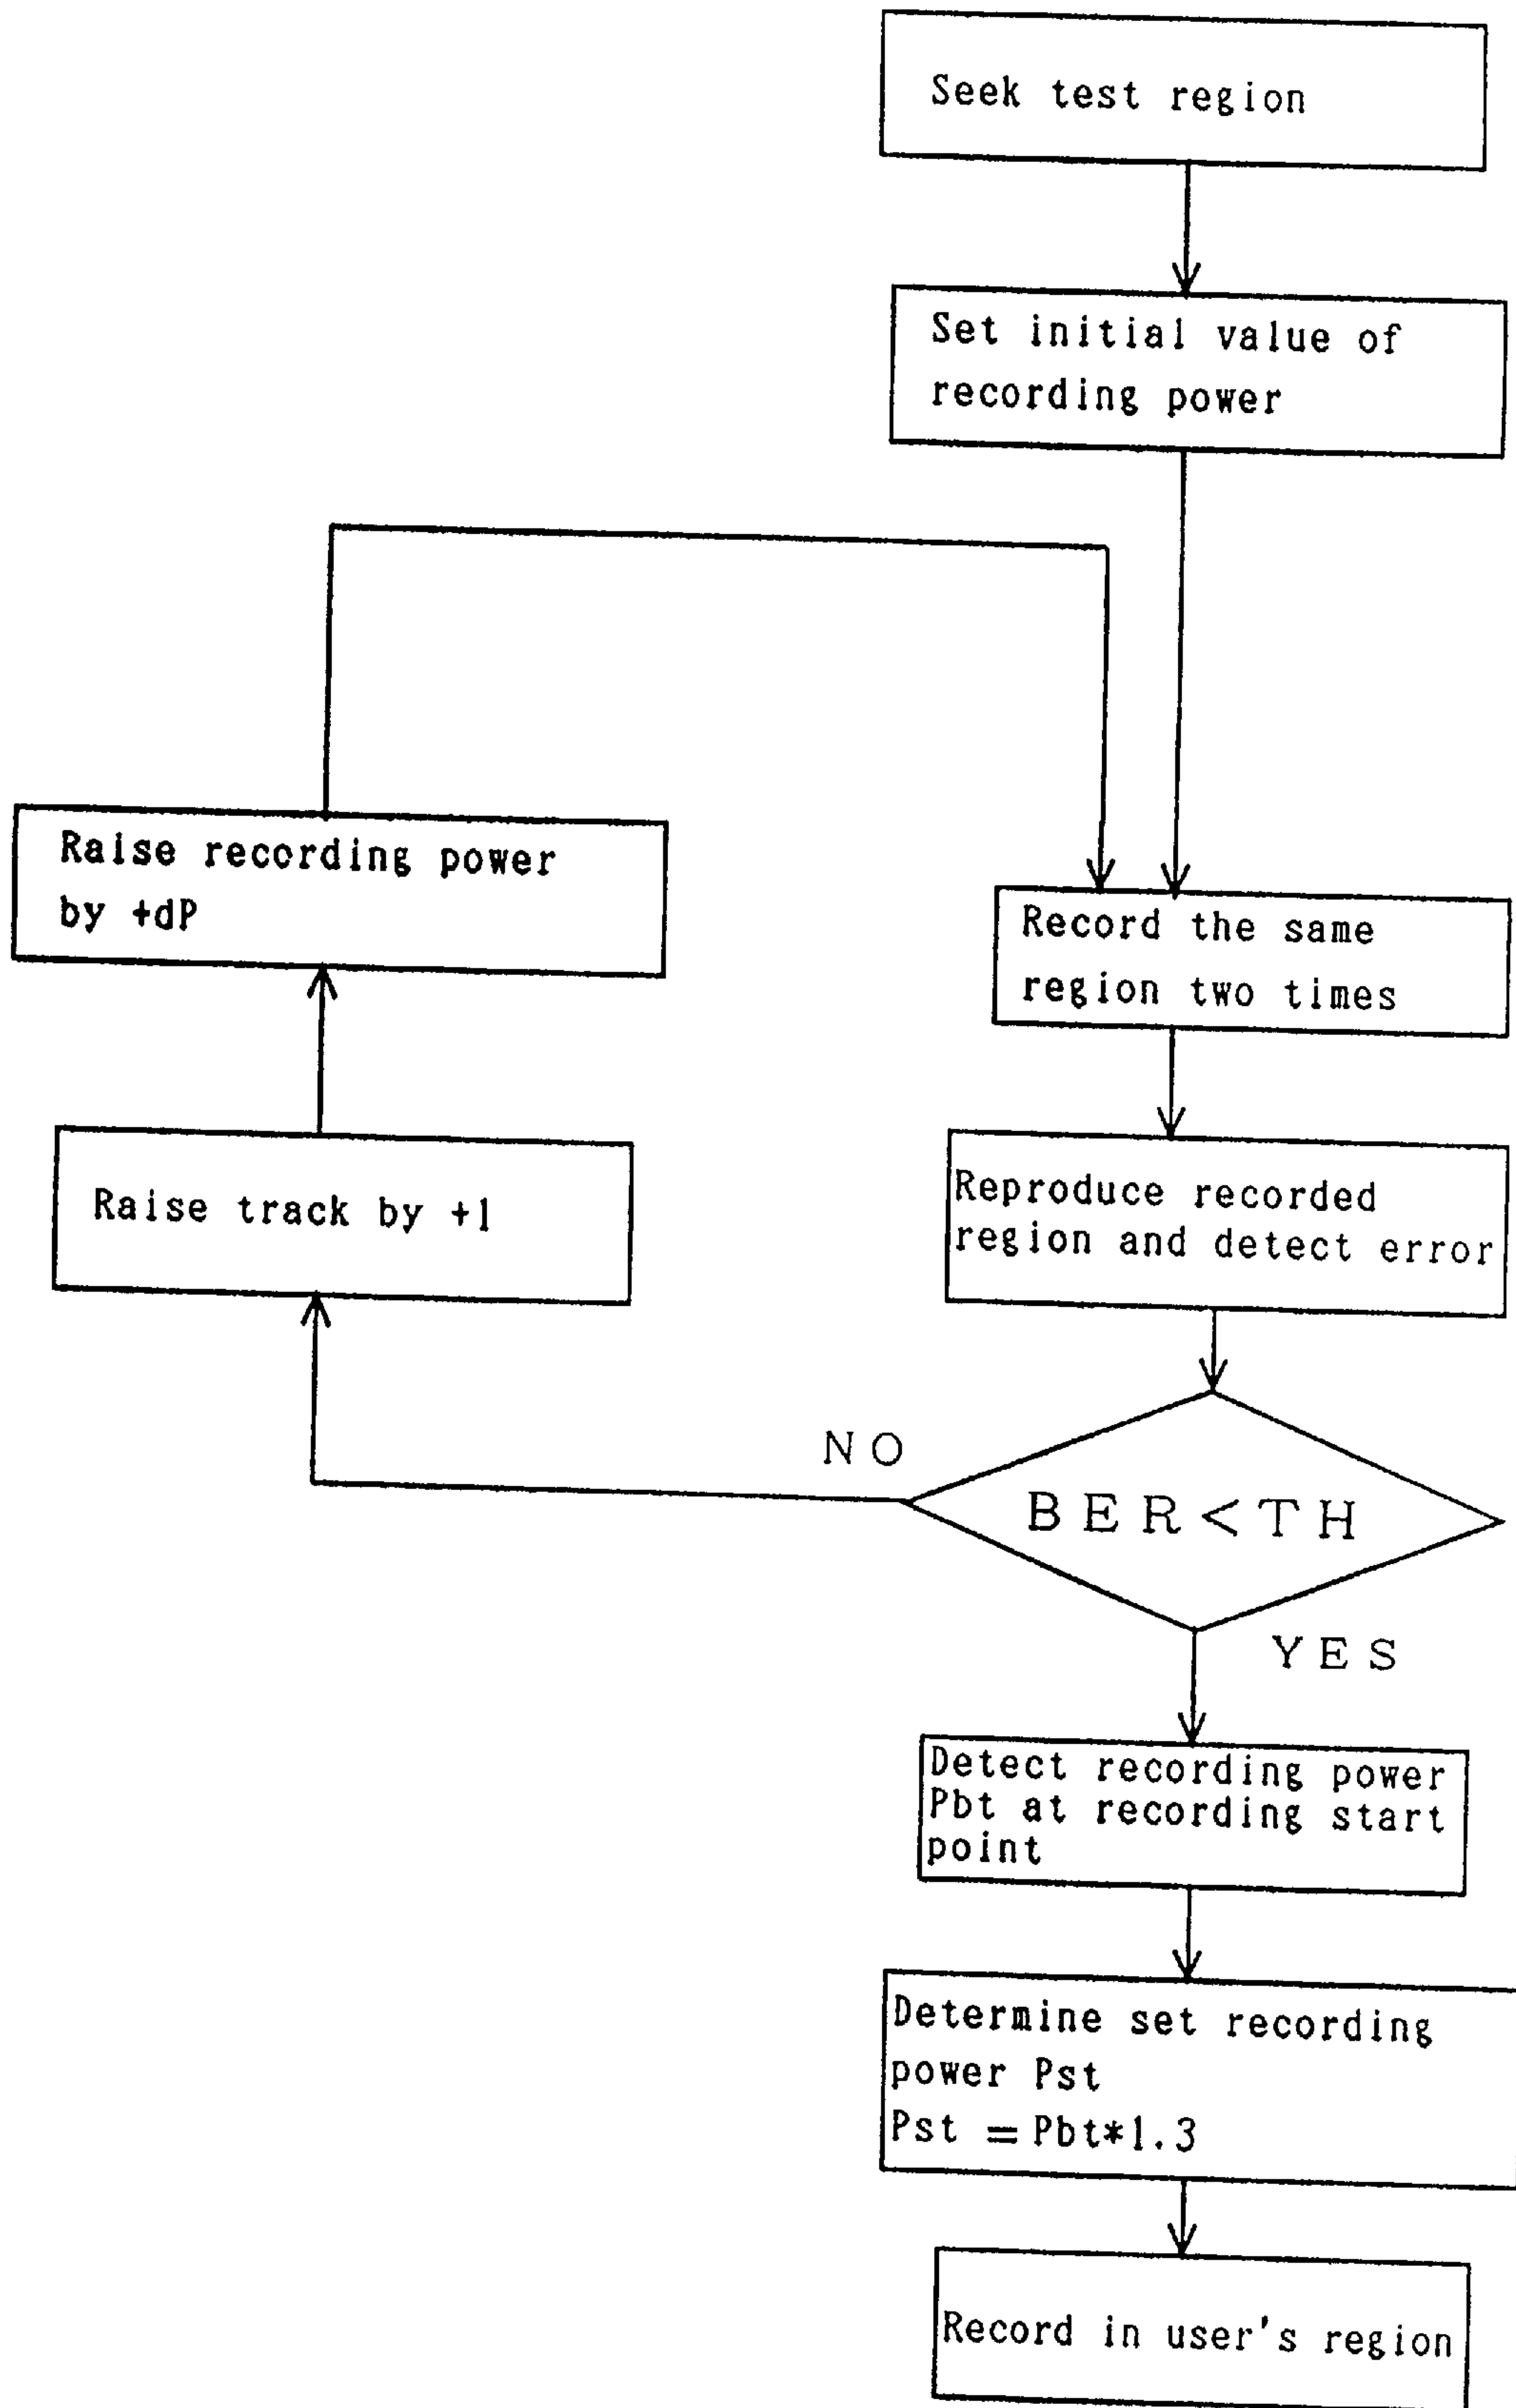 Seek test region
Set initial value of
recording power
Raise recording power
by +dP
Record the same
region two times
Raise track by +1
Reproduce recorded
region and detect error
NO
BER<TH
YES
Detect recording power
Pbt at recording start
point
Determine set recording
power Pst
Pst =Pbt*1.3
Record in user's region